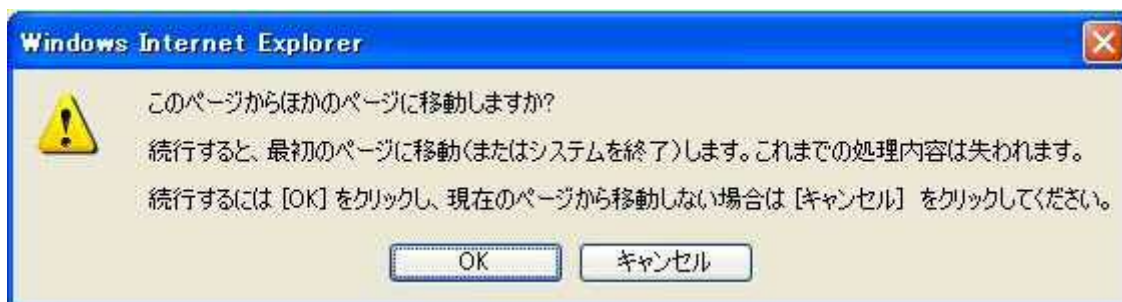 Windows Internet Explorer
このページからほかのページに移動しますか?
続行すると、最初のページに移動(またはシステムを終了)します。これまでの処理内容は失われます。
続行するには [OK] をクリックし、現在のページから移動しない場合は [キャンセル] をクリックしてください。
OK キャンセル